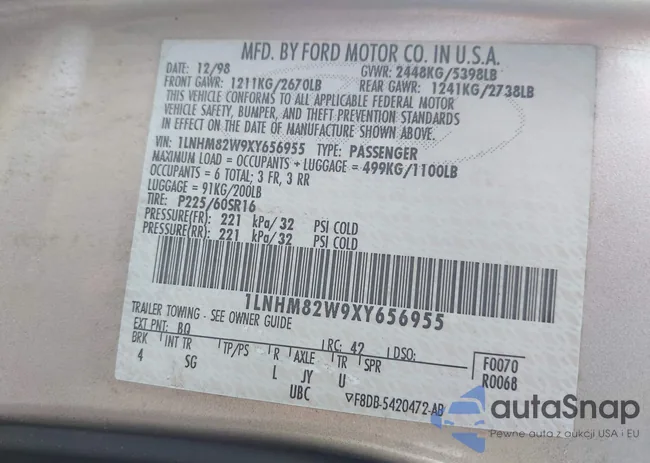 MFD. BY FORD MOTOR CO. IN U.S.A.
DATE: 12/98 GVWR: 2448KG/5398LB
FRONT GAWR: 1211KG/2670LB REAR GAWR: 1241KG/2738LB
THIS VEHICLE CONFORMS TO ALL APPLICABLE FEDERAL MOTOR
VEHICLE SAFETY, BUMPER, AND THEFT PREVENTION STANDARDS
IN EFFECT ON THE DATE OF MANUFACTURE SHOWN ABOVE.
VIN: 1LNHM82W9XY656955 TYPE: PASSENGER
MAXIMUM LOAD = OCCUPANTS + LUGGAGE = 499KG/1100LB
OCCUPANTS = 6 TOTAL; 3 FR, 3 RR
LUGGAGE = 91KG/200LB
TIRE: P225/60SR16
PRESSURE(FR): 221 kPa/32 PSI COLD
PRESSURE(RR): 221 kPa/32 PSI COLD
1LNHM82W9XY656955
TRAILER TOWING - SEE OWNER GUIDE
EXT PNT: BQ RC: 42 DSO: F0070
BRK INT TR TP/PS R AXLE TR SPR R0068
4 SG L JY U
UBC ▽F8DB-5420472-AB
autoSnap
Pewne auta z aukcji USA i EU